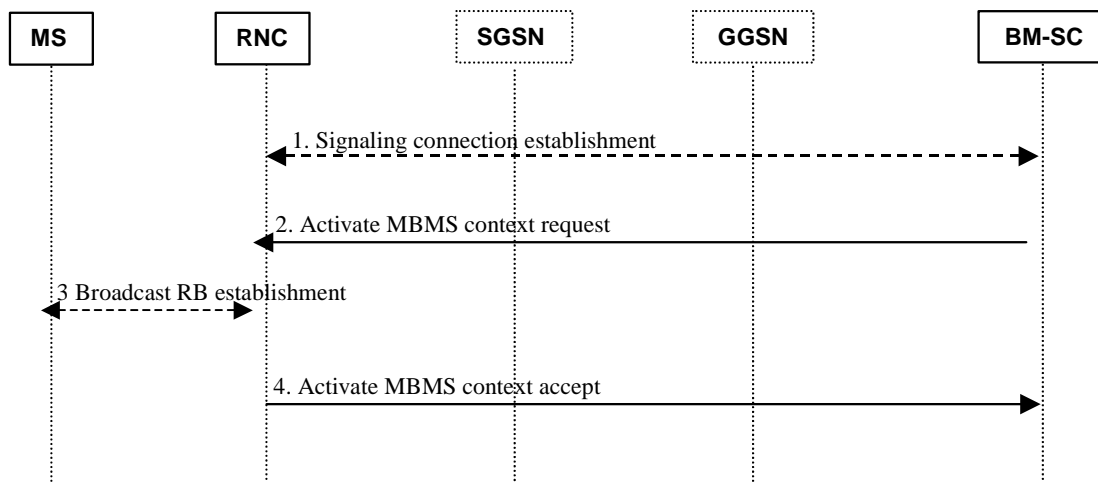 MS
RNC
SGSN
GGSN
BM-SC
1. Signaling connection establishment
2. Activate MBMS context request
3 Broadcast RB establishment
4. Activate MBMS context accept